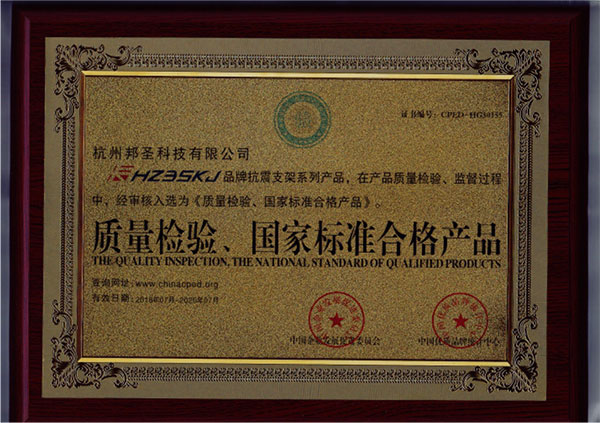 证书编号：CPED-HG30155
杭州邦圣科技有限公司
HZBSKJ 品牌抗震支架系列产品，在产品质量检验、监督过程
中，经审核入选为《质量检验、国家标准合格产品》。
质量检验、国家标准合格产品
THE QUALITY INSPECTION, THE NATIONAL STANDARD OF QUALIFIED PRODUCTS
查询网址：www.chinacped.org
有效日期：2016年07月-2020年07月
中国企业发展促进委员会
中国优质品牌评审中心